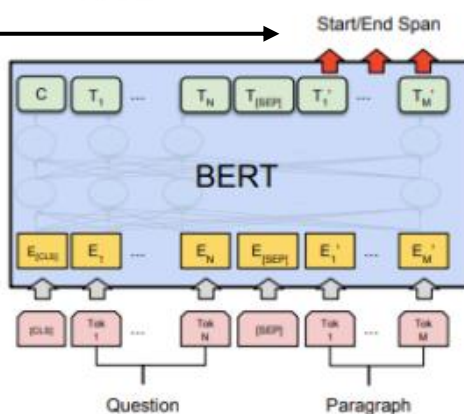 Start/End Span
C T1 ... TN T[SEP] T1' ... TM'
BERT
E[CLS] E1 ... EN E[SEP] E1' ... EM'
[CLS] Tok 1 ... Tok N [SEP] Tok 1 ... Tok M
Question Paragraph